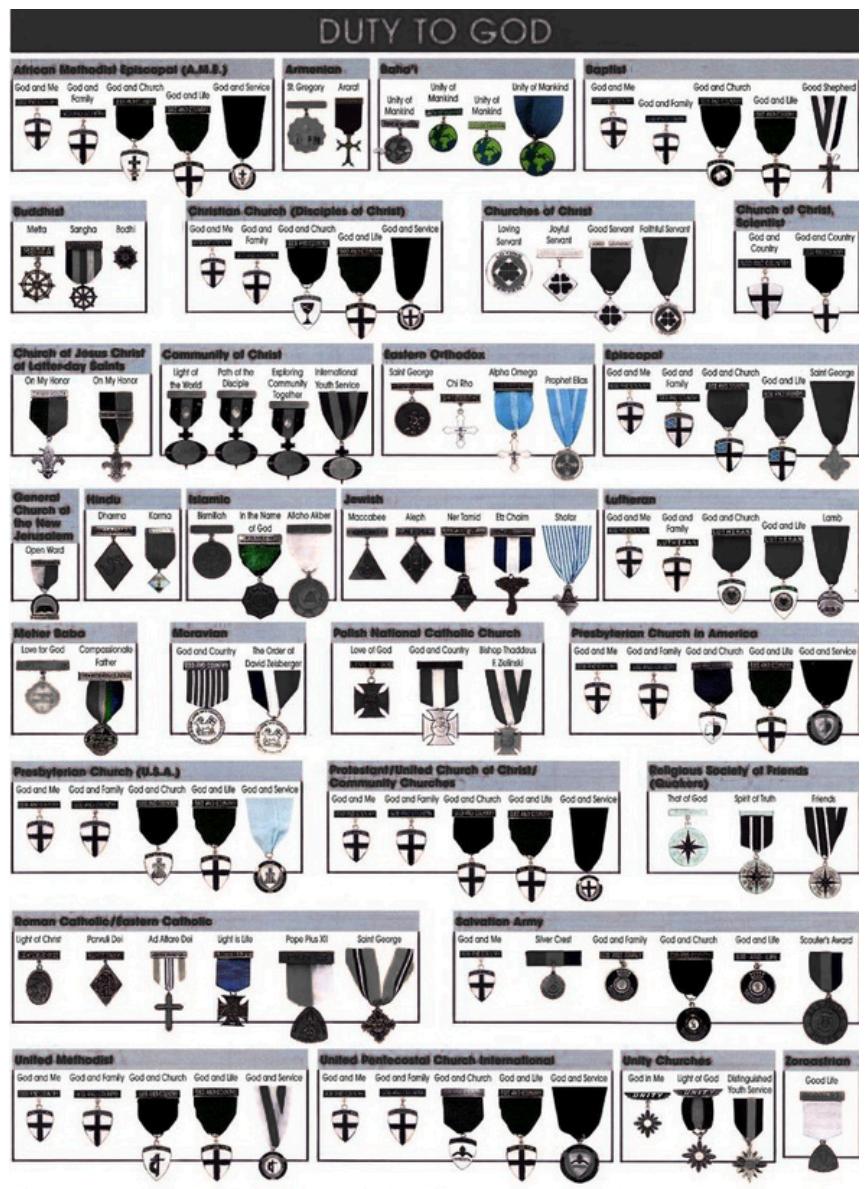 DUTY TO GOD
African Methodist Episcopal (A.M.E.)
God and Me
God and
Family
God and Church
God and Life
God and Service
Armenian
St. Gregory
Ararat
Baha'i
Unity of
Mankind
Unity of
Mankind
Unity of
Mankind
Unity of Mankind
Baptist
God and Me
God and Family
God and Church
God and Life
Good Shepherd
Buddhist
Metta
Sangha
Bodhi
Christian Church (Disciples of Christ)
God and Me
God and
Family
God and Church
God and Life
God and Service
Churches of Christ
Loving
Servant
Joyful
Servant
Good Servant
Faithful Servant
Church of Christ,
Scientist
God and
Country
God and Country
Church of Jesus Christ
of Latter-day Saints
On My Honor
On My Honor
Community of Christ
Light of
the World
Path of the
Disciple
Exploring
Community
Together
International
Youth Service
Eastern Orthodox
Saint George
Chi Rho
Alpha Omega
Prophet Elias
Episcopal
God and Me
God and
Family
God and Church
God and Life
Saint George
General
Church of
the New
Jerusalem
Open Word
Hindu
Dharma
Karma
Islamic
Bismillah
In the Name
of God
Allaho Akber
Jewish
Maccabee
Aleph
Ner Tamid
Etz Chaim
Shofar
Lutheran
God and Me
God and
Family
God and Church
God and Life
Lamb
Meher Baba
Love for God
Compassionate
Father
Moravian
God and Country
The Order of
David Zeisberger
Polish National Catholic Church
Love of God
God and Country
Bishop Thaddeus
F. Zielinski
Presbyterian Church in America
God and Me
God and Family
God and Church
God and Life
God and Service
Presbyterian Church (U.S.A.)
God and Me
God and Family
God and Church
God and Life
God and Service
Protestant/United Church of Christ/
Community Churches
God and Me
God and Family
God and Church
God and Life
God and Service
Religious Society of Friends
(Quakers)
That of God
Spirit of Truth
Friends
Roman Catholic/Eastern Catholic
Light of Christ
Parvuli Dei
Ad Altare Dei
Light is Life
Pope Pius XII
Saint George
Salvation Army
God and Me
Silver Crest
God and Family
God and Church
God and Life
Scouter's Award
United Methodist
God and Me
God and Family
God and Church
God and Life
God and Service
United Pentecostal Church International
God and Me
God and Family
God and Church
God and Life
God and Service
Unity Churches
God in Me
UNITY
Light of God
UNITY
Distinguished
Youth Service
Zoroastrian
Good Life